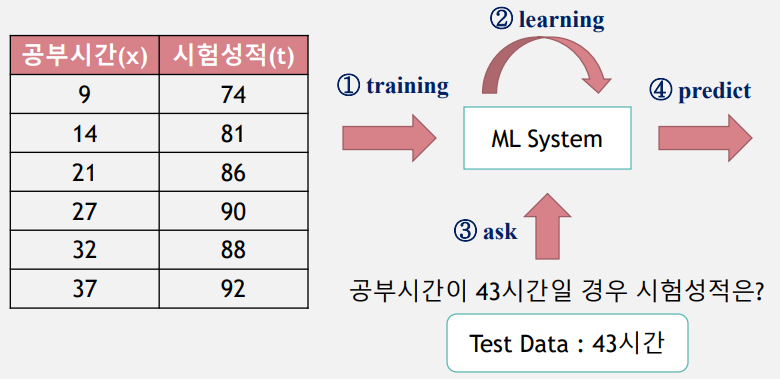 공부시간(x) 시험성적(t)
9 74
14 81
21 86
27 90
32 88
37 92
① training
② learning
ML System
④ predict
③ ask
공부시간이 43시간일 경우 시험성적은?
Test Data : 43시간